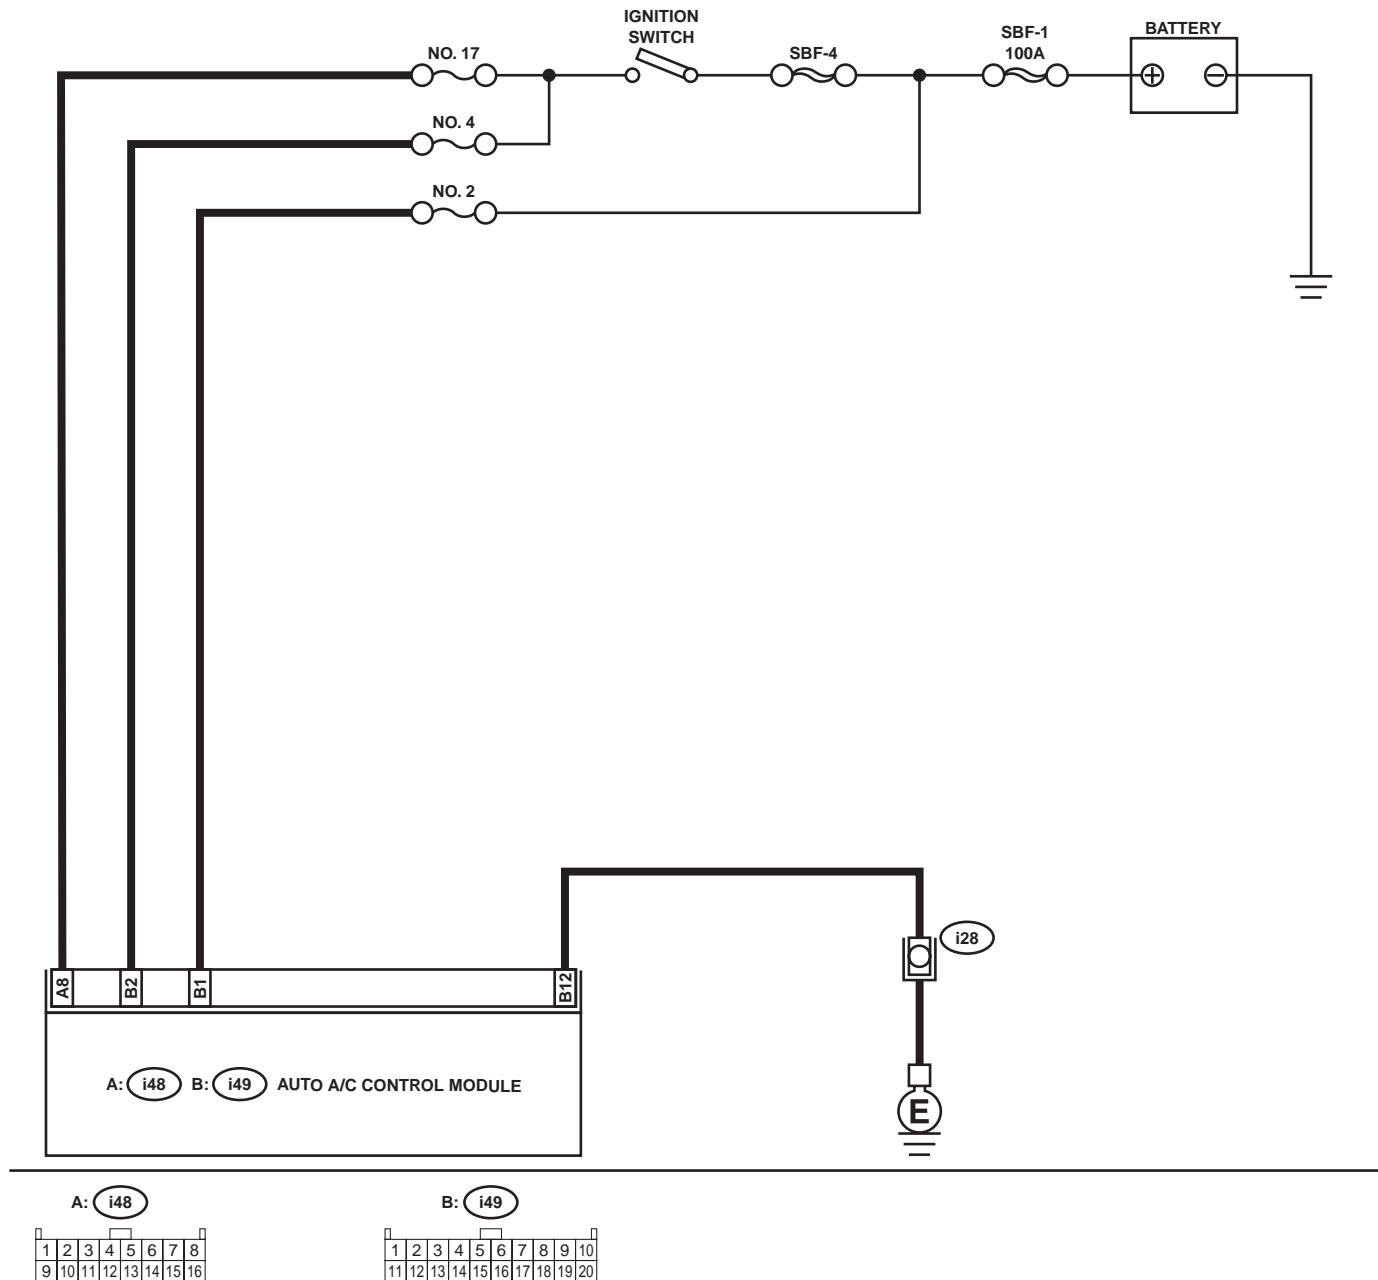 IGNITION
SWITCH
SBF-1
100A
BATTERY
NO. 17
SBF-4
NO. 4
NO. 2
i28
A8
B2
B1
B12
A: i48 B: i49 AUTO A/C CONTROL MODULE
E
A: i48
B: i49
1 2 3 4 5 6 7 8
9 10 11 12 13 14 15 16
1 2 3 4 5 6 7 8 9 10
11 12 13 14 15 16 17 18 19 20